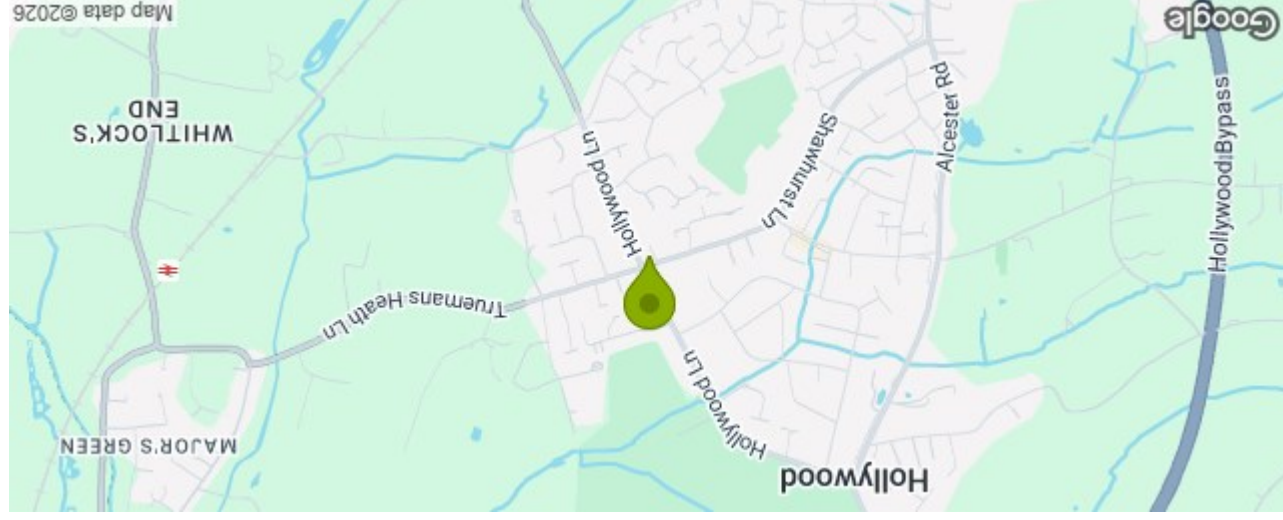 Hollywood
MAJOR'S GREEN
Hollywood Ln
Truemans Heath Ln
Hollywood Ln
Shawhurst Ln
Hollywood Bypass
Alcester Rd
WHITLOCK'S
END
Google
Map data ©2026